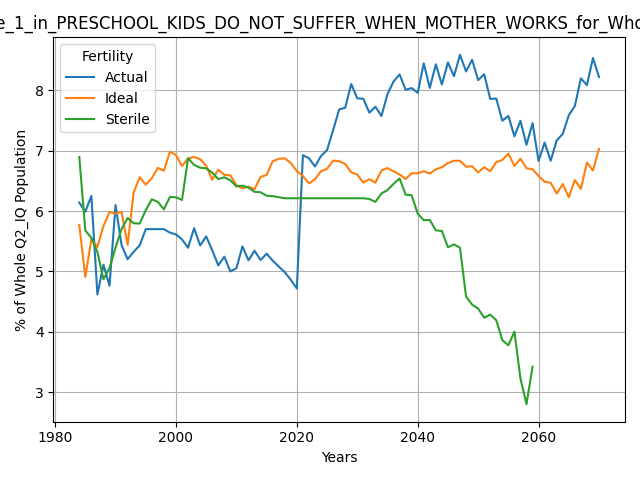 e_1_in_PRESCHOOL_KIDS_DO_NOT_SUFFER_WHEN_MOTHER_WORKS_for_Who
Fertility
Actual
Ideal
Sterile
% of Whole Q2_IQ Population
8
7
6
5
4
3
1980 2000 2020 2040 2060
Years